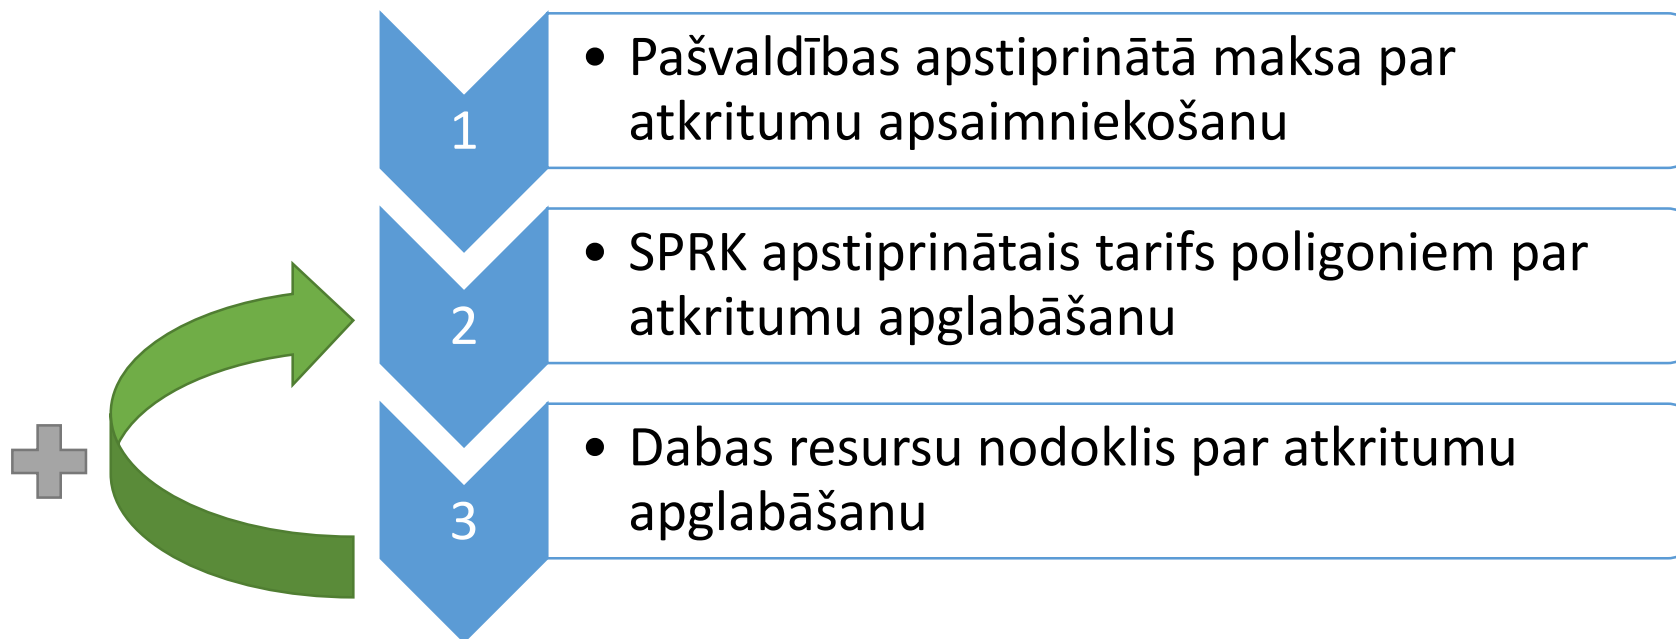 1
• Pašvaldības apstiprinātā maksa par
atkritumu apsaimniekošanu
2
• SPRK apstiprinātais tarifs poligoniem par
atkritumu apglabāšanu
3
• Dabas resursu nodoklis par atkritumu
apglabāšanu